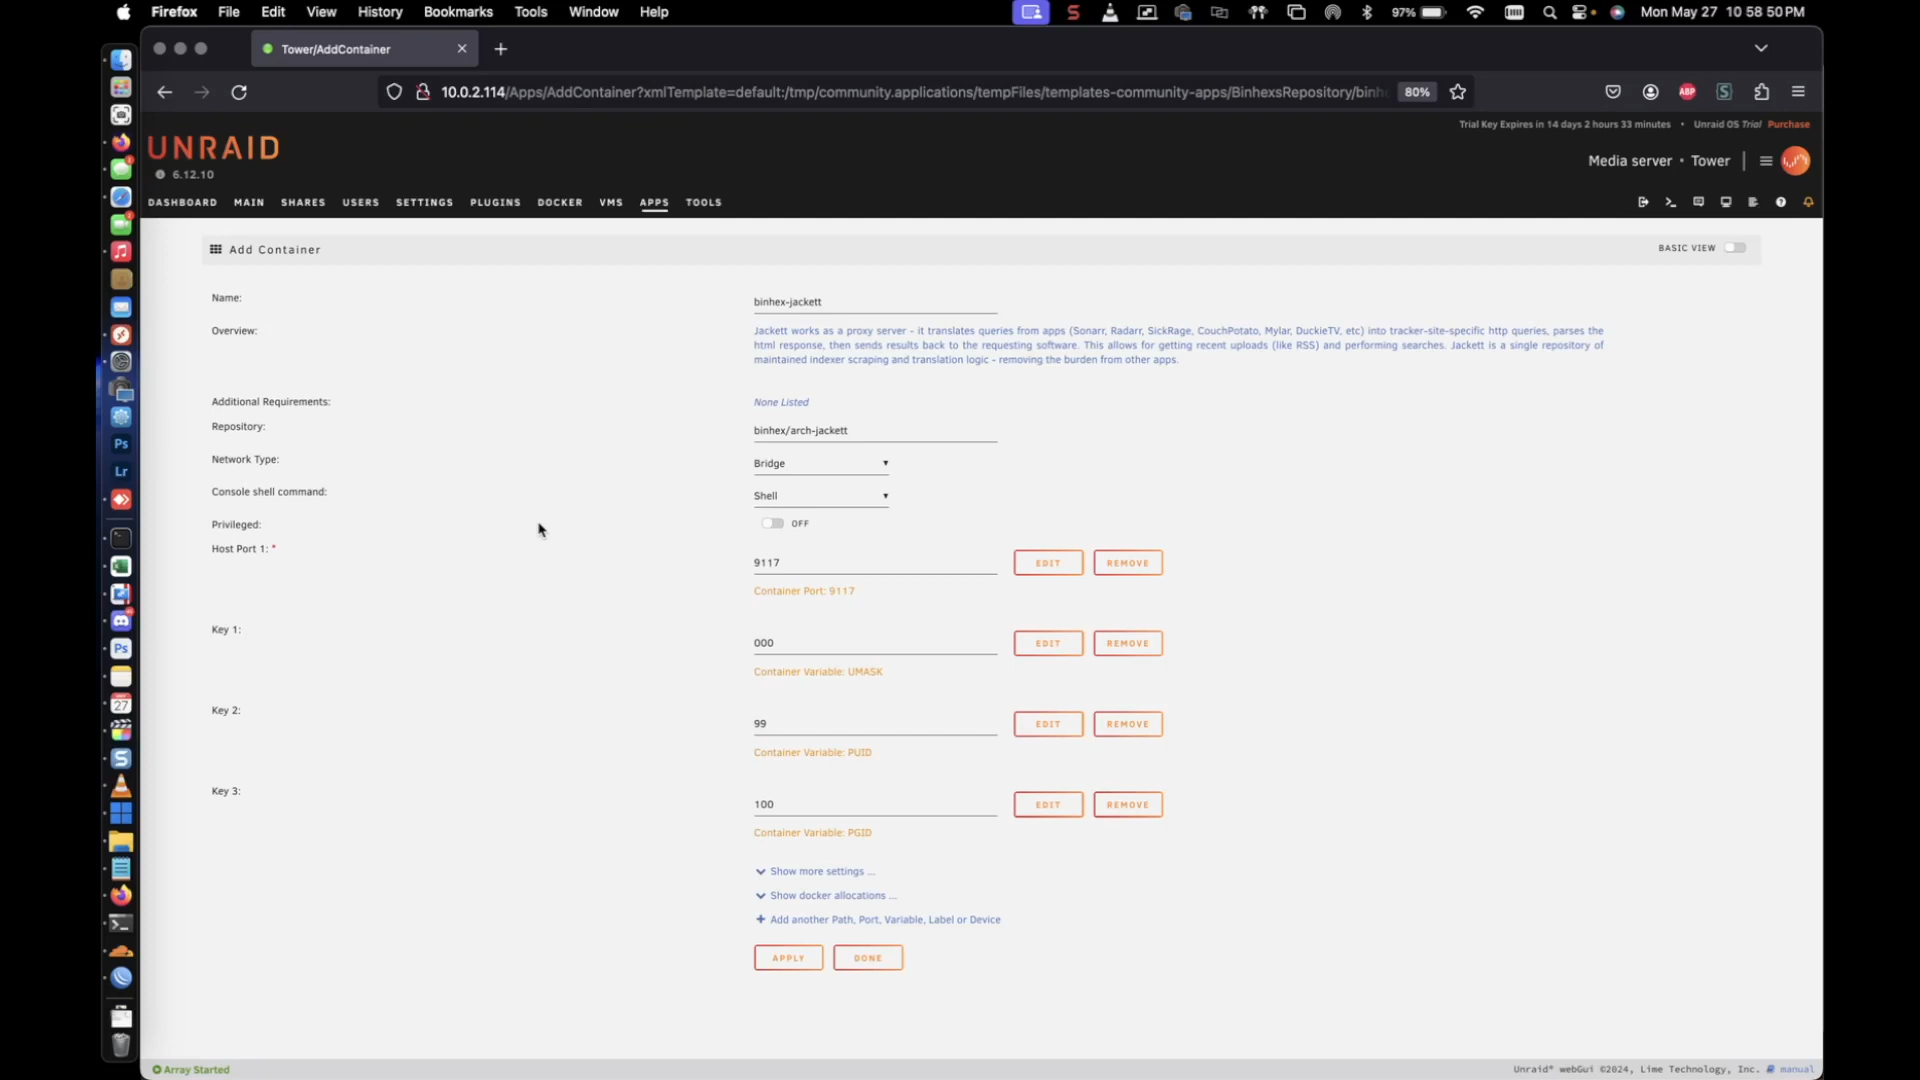 Firefox File Edit View History Bookmarks Tools Window Help 97% Mon May 27 10 58 50 PM
Tower/AddContainer
10.0.2.114/Apps/AddContainer?xmlTemplate=default:/tmp/community.applications/tempFiles/templates-community-apps/BinhexsRepository/binh 80% ABP
Trial Key Expires in 14 days 2 hours 33 minutes • Unraid OS Trial Purchase
UNRAID
6.12.10
Media server • Tower
DASHBOARD MAIN SHARES USERS SETTINGS PLUGINS DOCKER VMS APPS TOOLS
Add Container
BASIC VIEW
Name:
binhex-jackett
Overview:
Jackett works as a proxy server - it translates queries from apps (Sonarr, Radarr, SickRage, CouchPotato, Mylar, DuckieTV, etc) into tracker-site-specific http queries, parses the
html response, then sends results back to the requesting software. This allows for getting recent uploads (like RSS) and performing searches. Jackett is a single repository of
maintained indexer scraping and translation logic - removing the burden from other apps.
Additional Requirements:
None Listed
Repository:
binhex/arch-jackett
Network Type:
Bridge
Console shell command:
Shell
Privileged:
OFF
Host Port 1: *
9117 EDIT REMOVE
Container Port: 9117
Key 1:
000 EDIT REMOVE
Container Variable: UMASK
Key 2:
99 EDIT REMOVE
Container Variable: PUID
Key 3:
100 EDIT REMOVE
Container Variable: PGID
Show more settings ...
Show docker allocations ...
Add another Path, Port, Variable, Label or Device
APPLY DONE
Ps
Lr
Ps
27
Array Started
Unraid® webGui ©2024, Lime Technology, Inc. manual